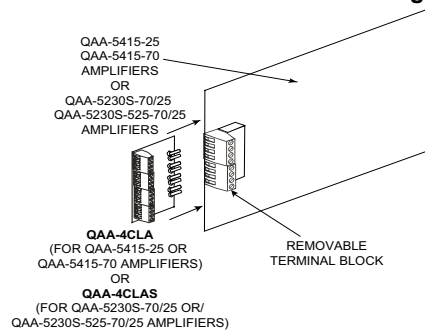 QAA-5415-25
QAA-5415-70
AMPLIFIERS
OR
QAA-5230S-70/25
QAA-5230S-525-70/25
AMPLIFIERS
QAA-4CLA
(FOR QAA-5415-25 OR
QAA-5415-70 AMPLIFIERS)
OR
QAA-4CLAS
(FOR QAA-5230S-70/25 OR/
QAA-5230S-525-70/25 AMPLIFIERS)
REMOVABLE
TERMINAL BLOCK